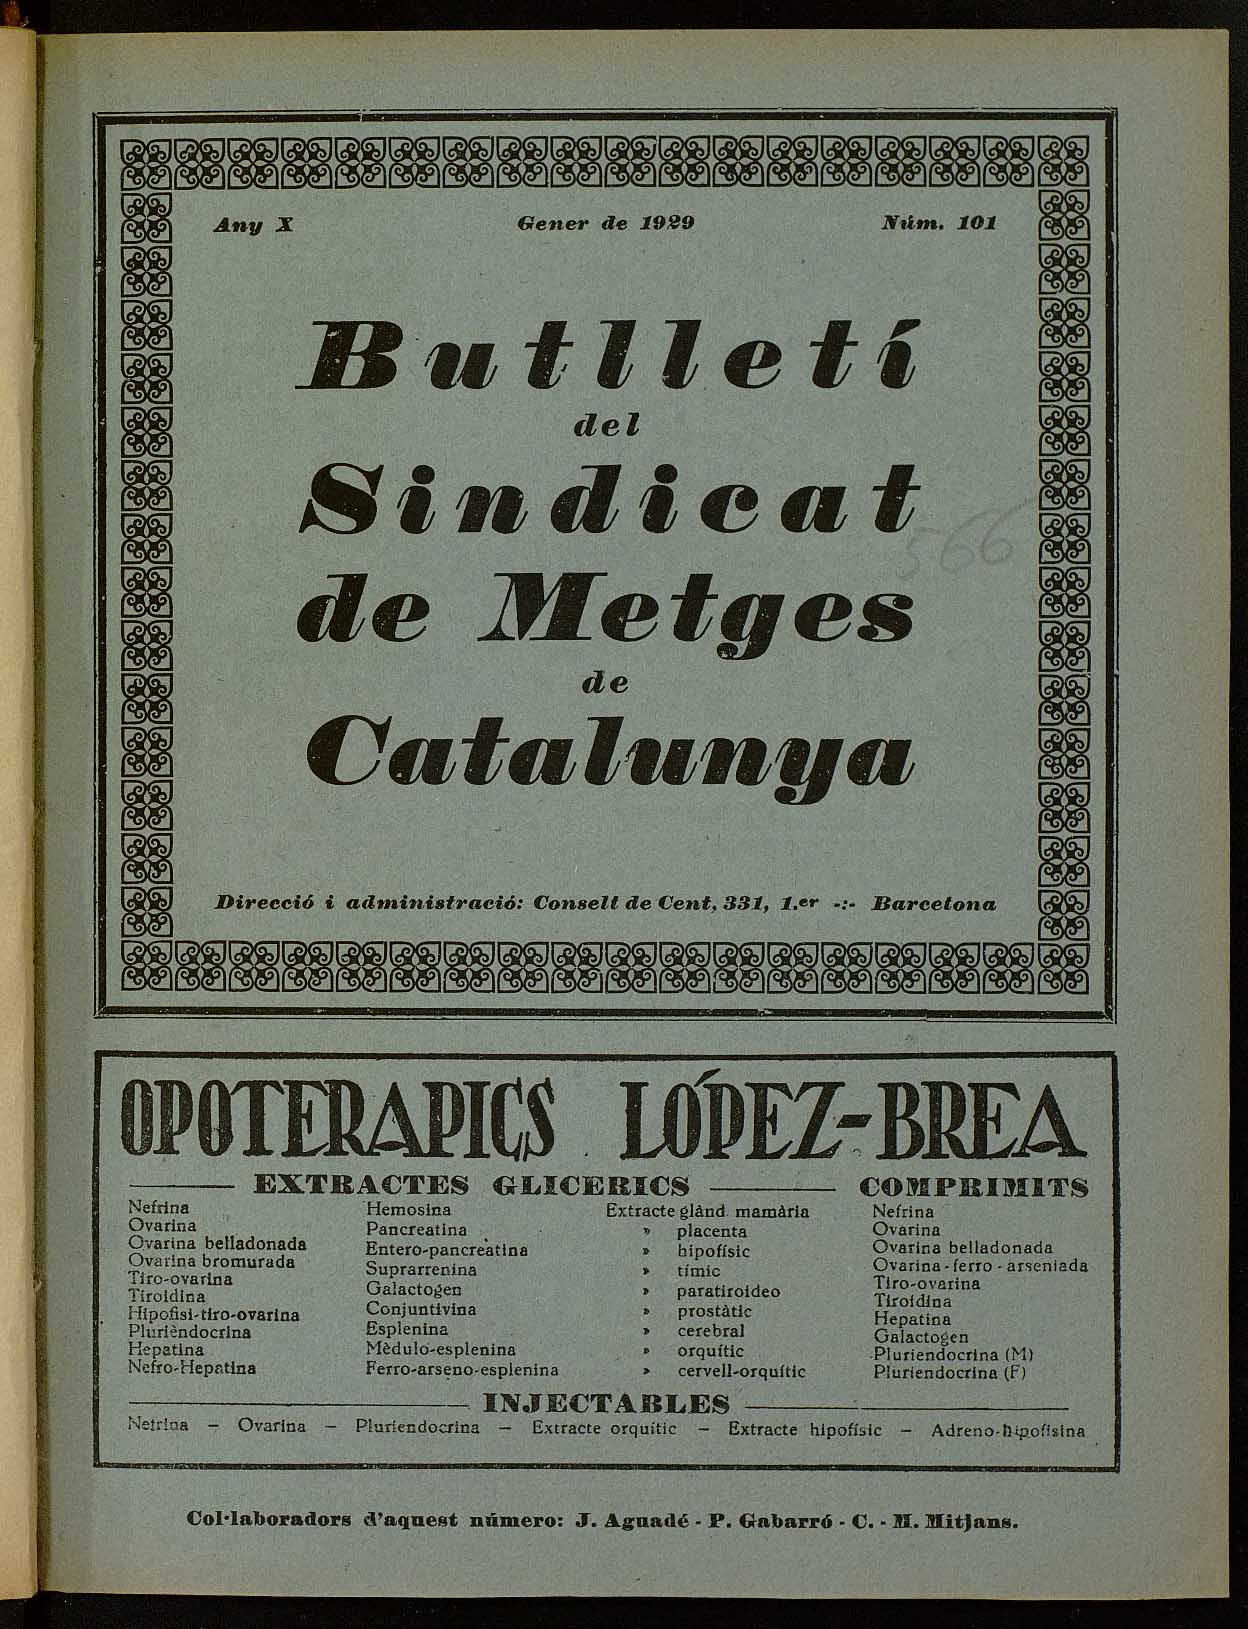 Any X Gener de 1929 Núm. 101
Butlletí
del
Sindicat
566
de Metges
de
Catalunya
Direcció i administració: Consell de Cent, 331, 1.er -:- Barcelona
OPOTERAPICS LÓPEZ-BREA
EXTRACTES GLICERICS
Nefrina
Ovarina
Ovarina belladonada
Ovarina bromurada
Tiro-ovarina
Tiroidina
Hipofisi-tiro-ovarina
Plurièndocrina
Hepatina
Nefro-Hepatina
Hemosina
Pancreatina
Entero-pancreàtina
Suprarrenina
Galactogen
Conjuntivina
Esplenina
Mèdulo-esplenina
Ferro-arseno-esplenina
Extracte glànd mamària
» placenta
» hipofísic
» tímic
» paratiroideo
» prostàtic
» cerebral
» orquític
» cervell-orquític
COMPRIMITS
Nefrina
Ovarina
Ovarina belladonada
Ovarina-ferro-arseniada
Tiro-ovarina
Tiroidina
Hepatina
Galactogen
Pluriendocrina (M)
Pluriendocrina (F)
INJECTABLES
Nefrina — Ovarina — Pluriendocrina — Extracte orquític — Extracte hipofísic — Adreno-hipofisina
Col·laboradors d'aquest número: J. Aguadé - P. Gabarró - C. - M. Mitjans.